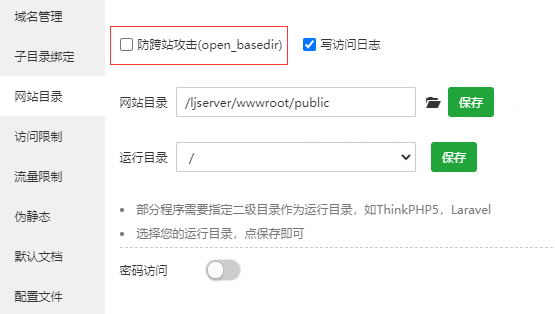 域名管理
防跨站攻击(open_basedir) 写访问日志
子目录绑定
网站目录
网站目录 /ljserver/wwwroot/public 保存
访问限制
运行目录 / 保存
流量限制
部分程序需要指定二级目录作为运行目录，如ThinkPHP5，Laravel
伪静态
选择您的运行目录，点保存即可
默认文档
密码访问
配置文件